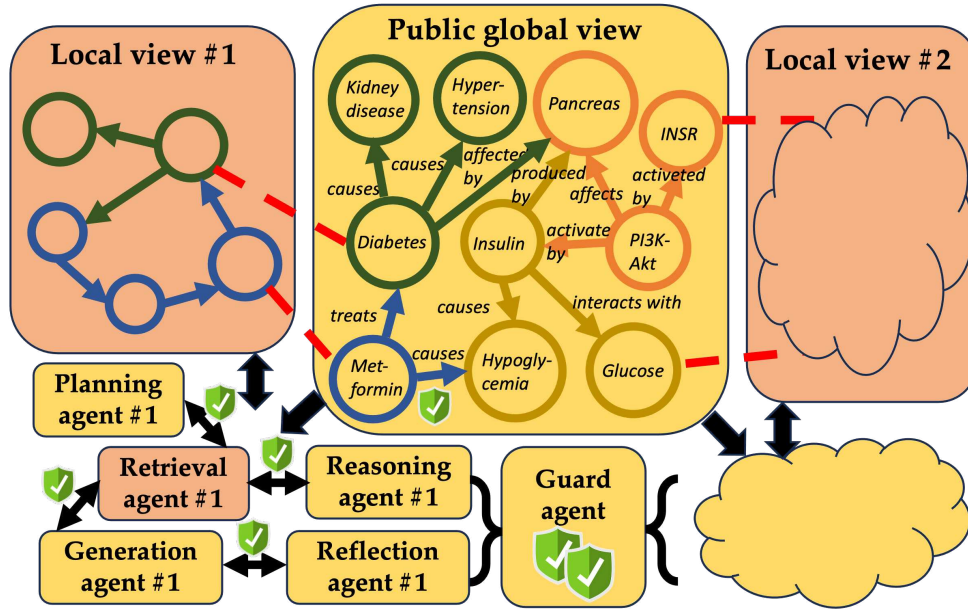 Local view #1
Public global view
Local view #2
Kidney
disease
Hyper-
tension
Pancreas
INSR
causes
causes
affected
by
produced
by
affects
activeted
by
Diabetes
Insulin
activate
by
PI3K-
Akt
treats
causes
interacts with
Met-
formin
causes
Hypogly-
cemia
Glucose
Planning
agent #1
Retrieval
agent #1
Reasoning
agent #1
Guard
agent
Generation
agent #1
Reflection
agent #1